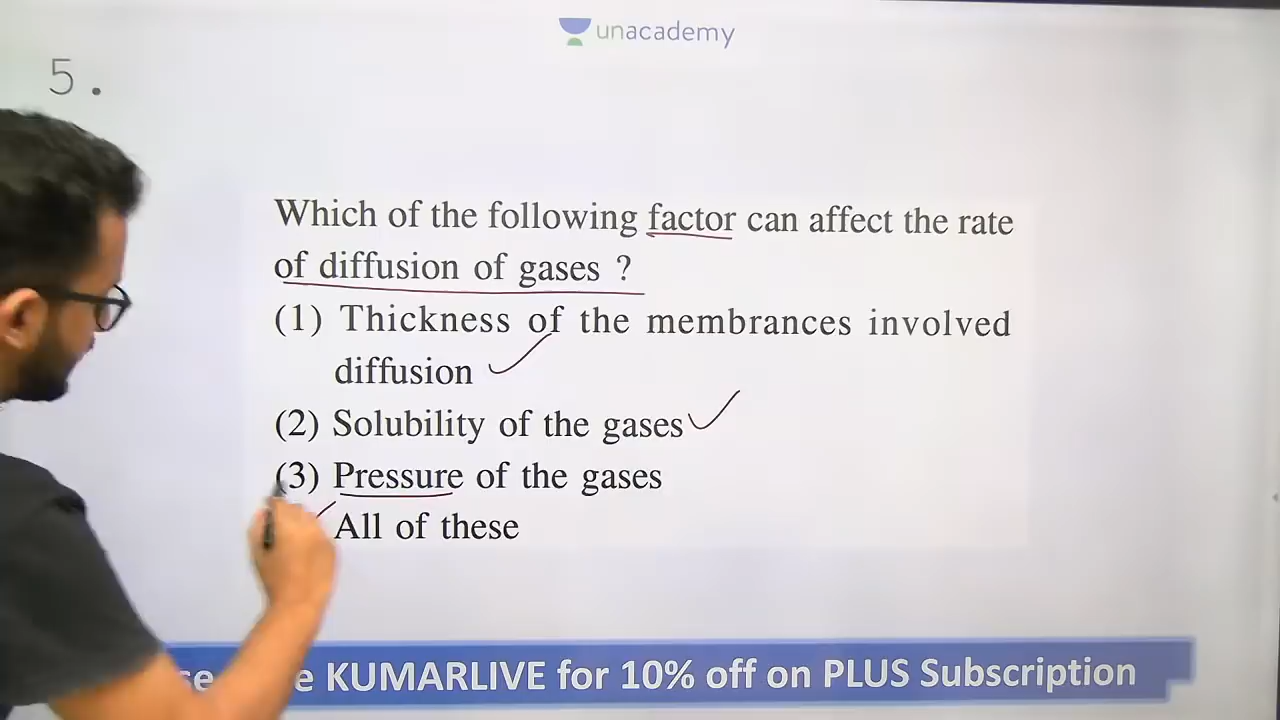 unacademy
5.
Which of the following factor can affect the rate
of diffusion of gases ?
(1) Thickness of the membrances involved
diffusion
(2) Solubility of the gases
(3) Pressure of the gases
All of these
KUMARLIVE for 10% off on PLUS Subscription